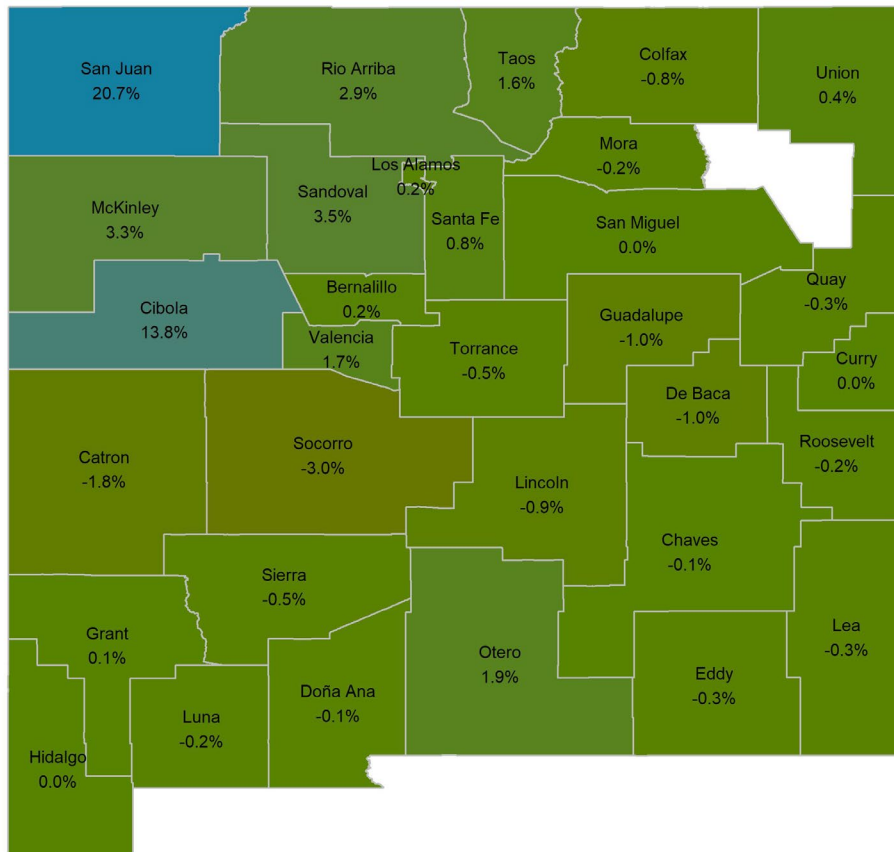 San Juan
20.7%
Rio Arriba
2.9%
Taos
1.6%
Colfax
-0.8%
Union
0.4%
Mora
-0.2%
Los Alamos
0.2%
Sandoval
3.5%
McKinley
3.3%
Santa Fe
0.8%
San Miguel
0.0%
Quay
-0.3%
Bernalillo
0.2%
Cibola
13.8%
Valencia
1.7%
Torrance
-0.5%
Guadalupe
-1.0%
Curry
0.0%
De Baca
-1.0%
Roosevelt
-0.2%
Catron
-1.8%
Socorro
-3.0%
Lincoln
-0.9%
Chaves
-0.1%
Sierra
-0.5%
Grant
0.1%
Lea
-0.3%
Otero
1.9%
Eddy
-0.3%
Doña Ana
-0.1%
Luna
-0.2%
Hidalgo
0.0%